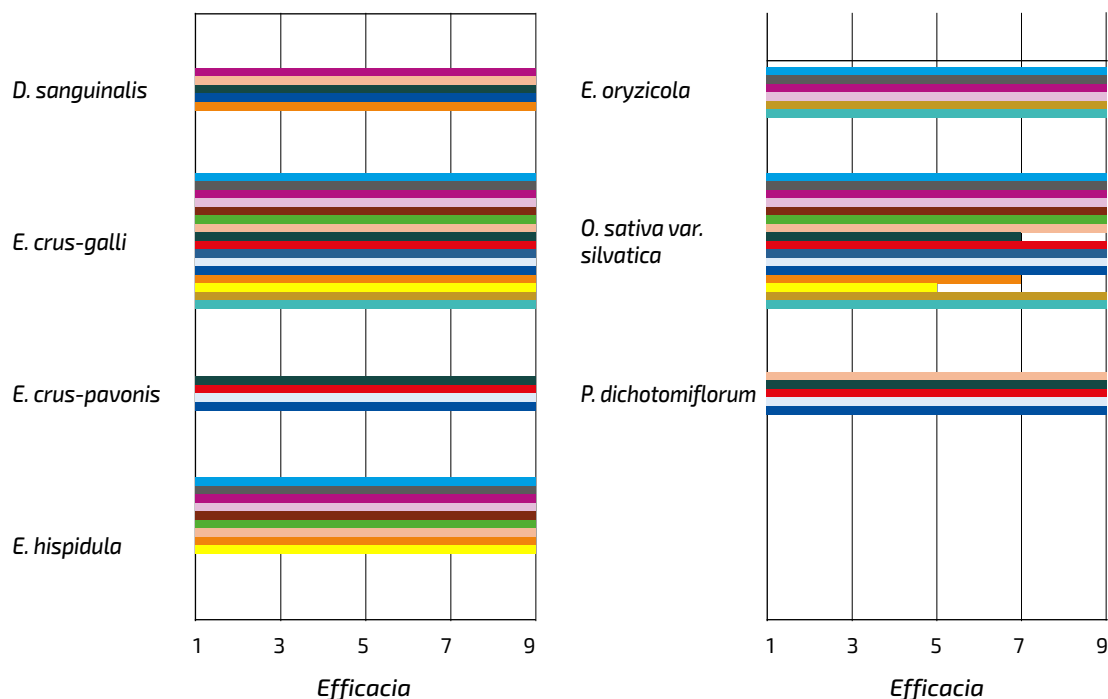 D. sanguinalis
E. crus-galli
E. crus-pavonis
E. hispidula
1 3 5 7 9
Efficacia
E. oryzicola
O. sativa var.
silvatica
P. dichotomiflorum
1 3 5 7 9
Efficacia